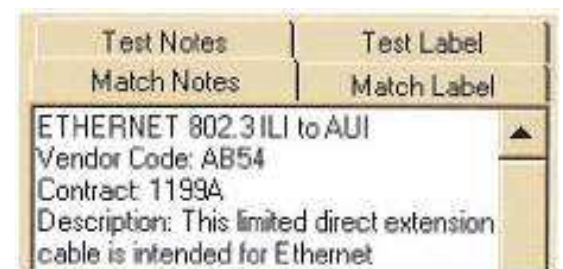 Test Notes Test Label
Match Notes Match Label
ETHERNET 802.3 ILI to AUI
Vendor Code: AB54
Contract: 1199A
Description: This limited direct extension
cable is intended for Ethernet